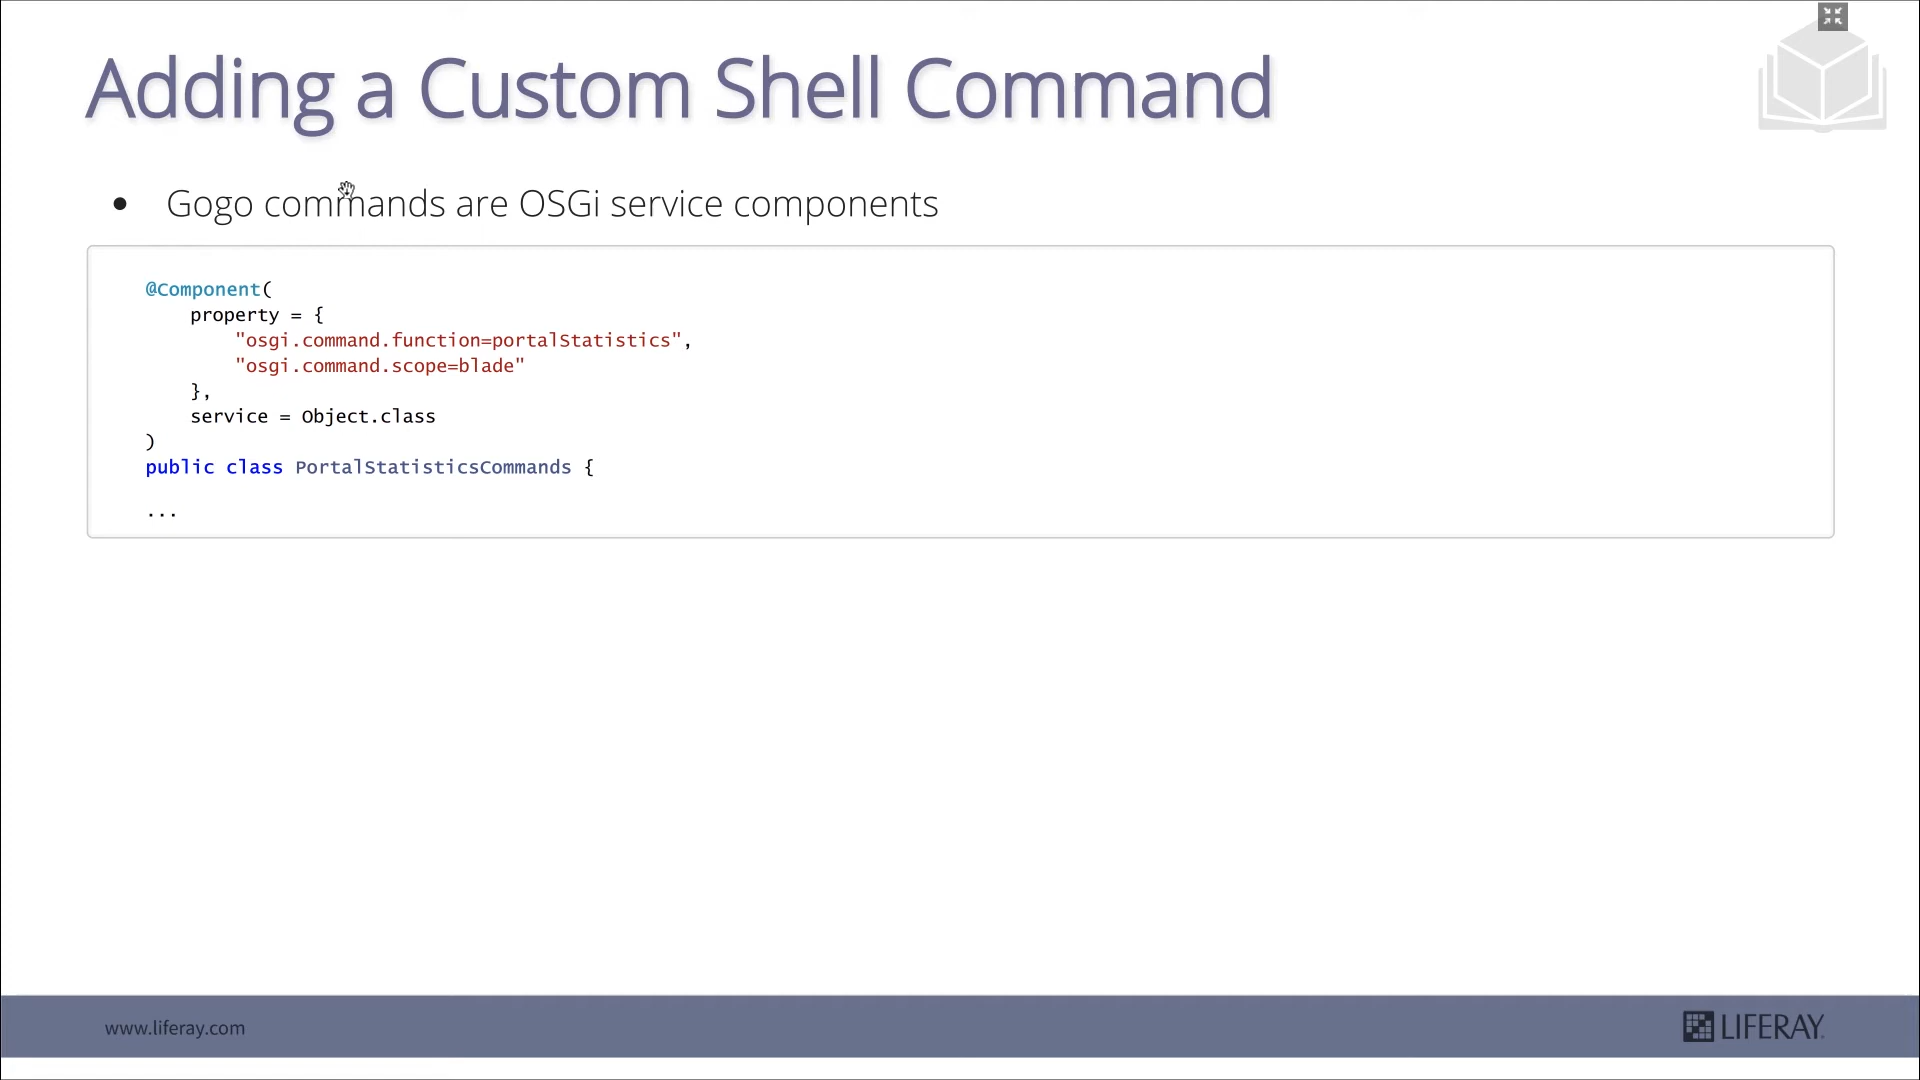 Adding a Custom Shell Command
• Gogo commands are OSGi service components
@Component(
    property = {
        "osgi.command.function=portalStatistics",
        "osgi.command.scope=blade"
    },
    service = Object.class
)
public class PortalStatisticsCommands {
...
www.liferay.com
LIFERAY.